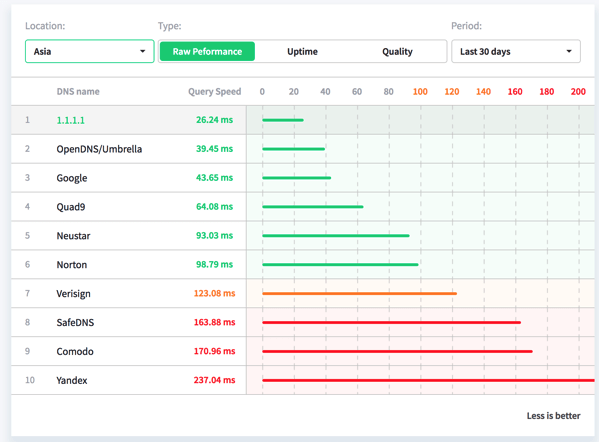 Location: Type: Period:
Asia Raw Peformance Uptime Quality Last 30 days
DNS name Query Speed 0 20 40 60 80 100 120 140 160 180 200
1 1.1.1.1 26.24 ms
2 OpenDNS/Umbrella 39.45 ms
3 Google 43.65 ms
4 Quad9 64.08 ms
5 Neustar 93.03 ms
6 Norton 98.79 ms
7 Verisign 123.08 ms
8 SafeDNS 163.88 ms
9 Comodo 170.96 ms
10 Yandex 237.04 ms
Less is better